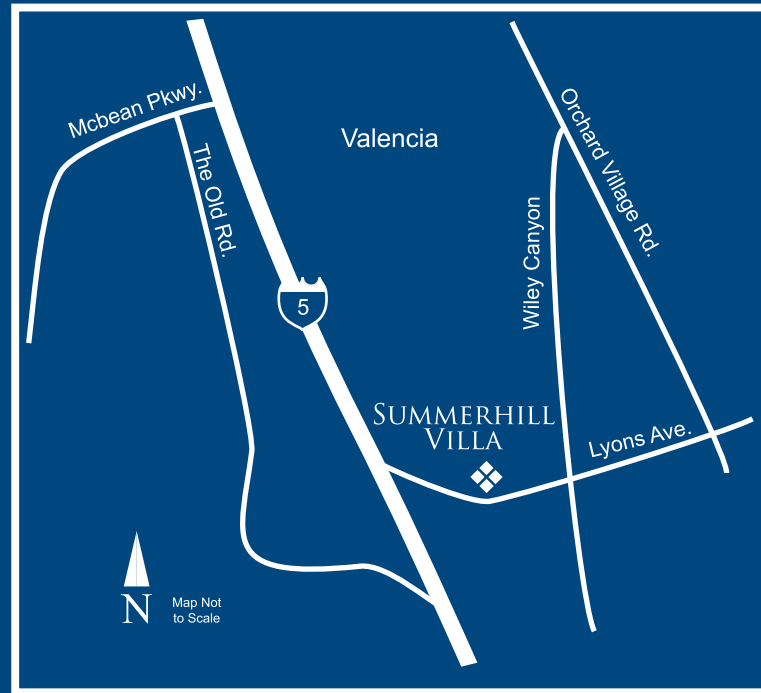 Mcbean Pkwy.
The Old Rd.
Valencia
Orchard Village Rd.
Wiley Canyon
5
SUMMERHILL
VILLA
Lyons Ave.
N
Map Not
to Scale